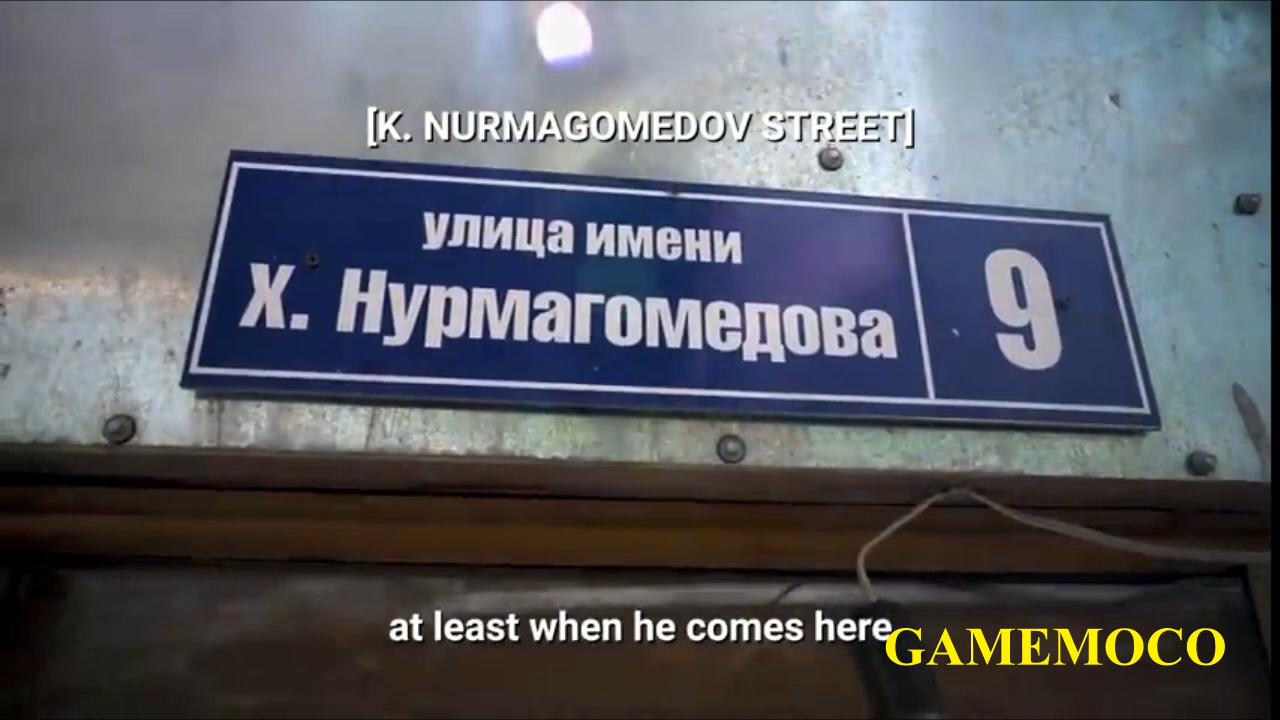 [K. NURMAGOMEDOV STREET]
улица имени
Х. Нурмагомедова
9
at least when he comes here
GAMEMOCO